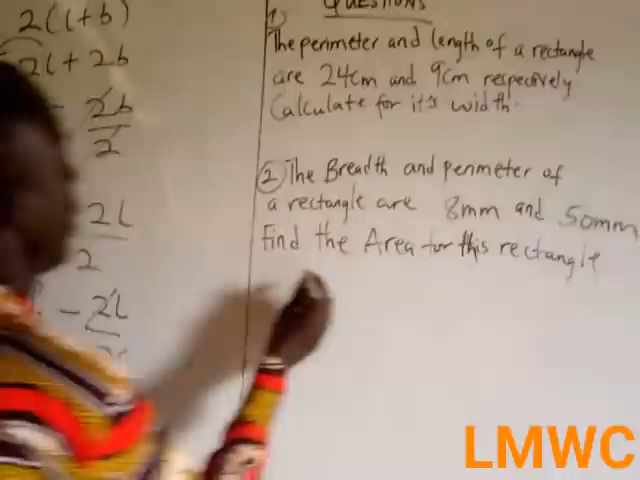 2(l+b)
2l + 2b
- 2b
2
2l
2
- 2l
QUESTIONS
1)
The perimeter and length of a rectangle
are 24cm and 9cm respectively
Calculate for it's width.
2 The Breadth and perimeter of
a rectangle are 8mm and 50mm
Find the Area for this rectangle
LMWC